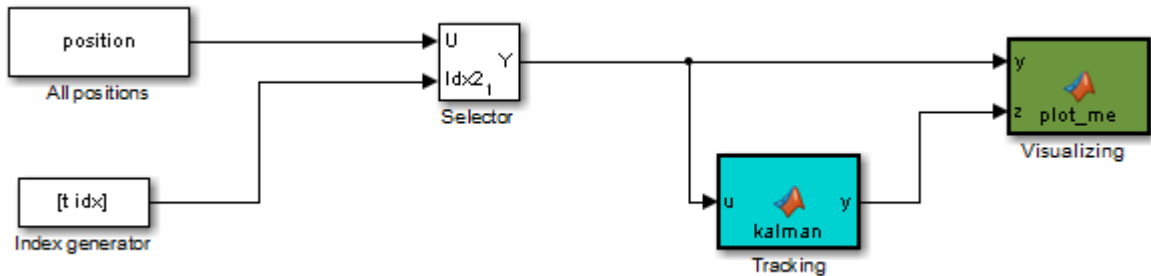 position
All positions
[t idx]
Index generator
U
Y
Idx2
1
Selector
u
y
kalman
Tracking
y
z
plot_me
Visualizing